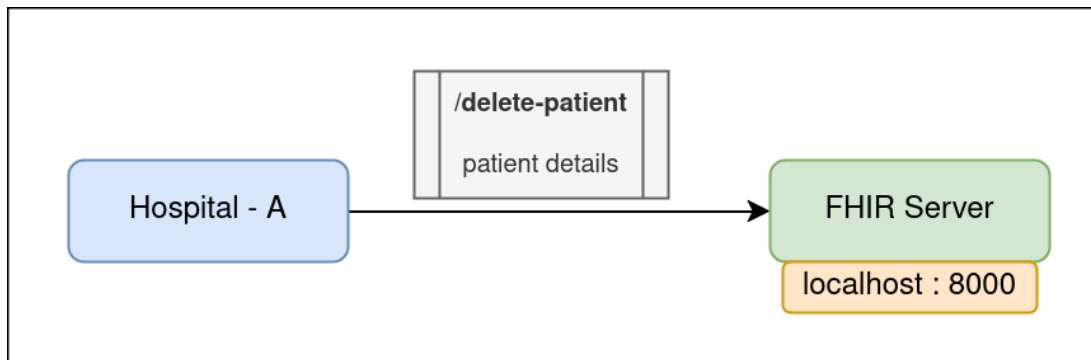 /delete-patient
patient details
Hospital - A
FHIR Server
localhost : 8000